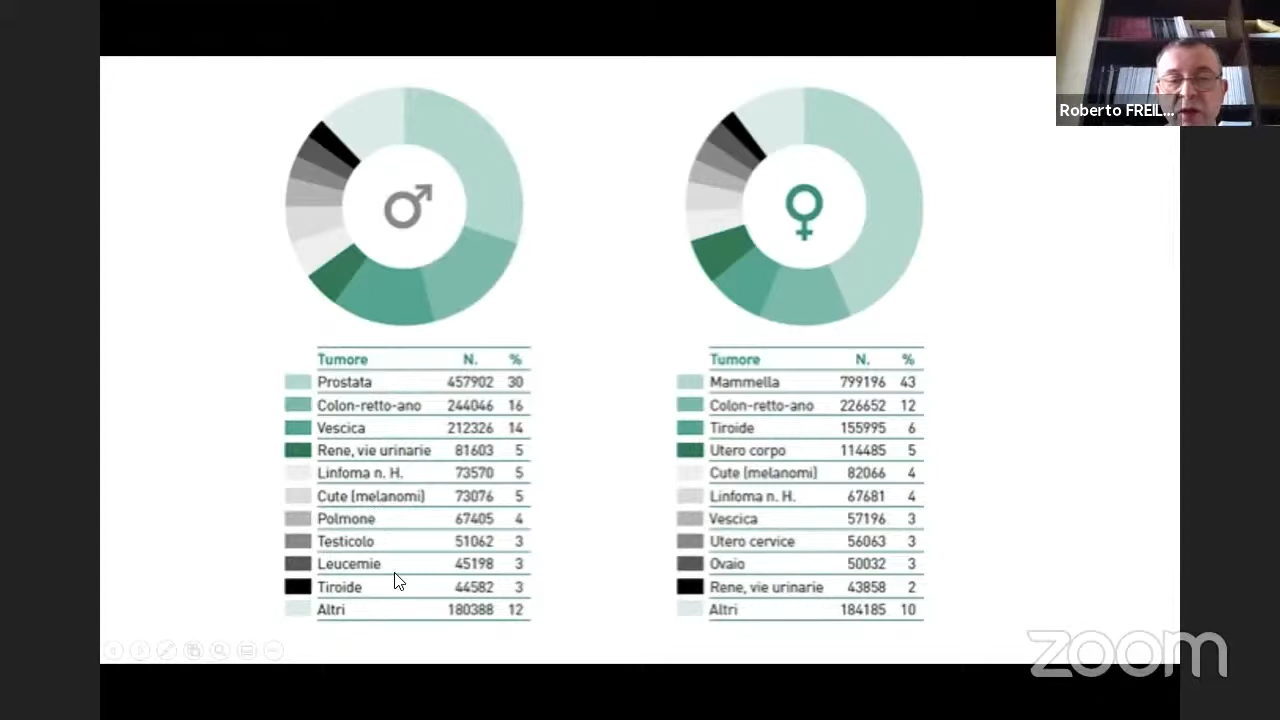 Roberto FREIL...
Tumore N. %
Prostata 457902 30
Colon-retto-ano 244046 16
Vescica 212326 14
Rene, vie urinarie 81603 5
Linfoma n. H. 73570 5
Cute (melanomi) 73076 5
Polmone 67405 4
Testicolo 51062 3
Leucemie 45198 3
Tiroide 44582 3
Altri 180388 12
Tumore N. %
Mammella 799196 43
Colon-retto-ano 226652 12
Tiroide 155995 6
Utero corpo 114485 5
Cute (melanomi) 82066 4
Linfoma n. H. 67681 4
Vescica 57196 3
Utero cervice 56063 3
Ovaio 50032 3
Rene, vie urinarie 43858 2
Altri 184185 10
zoom